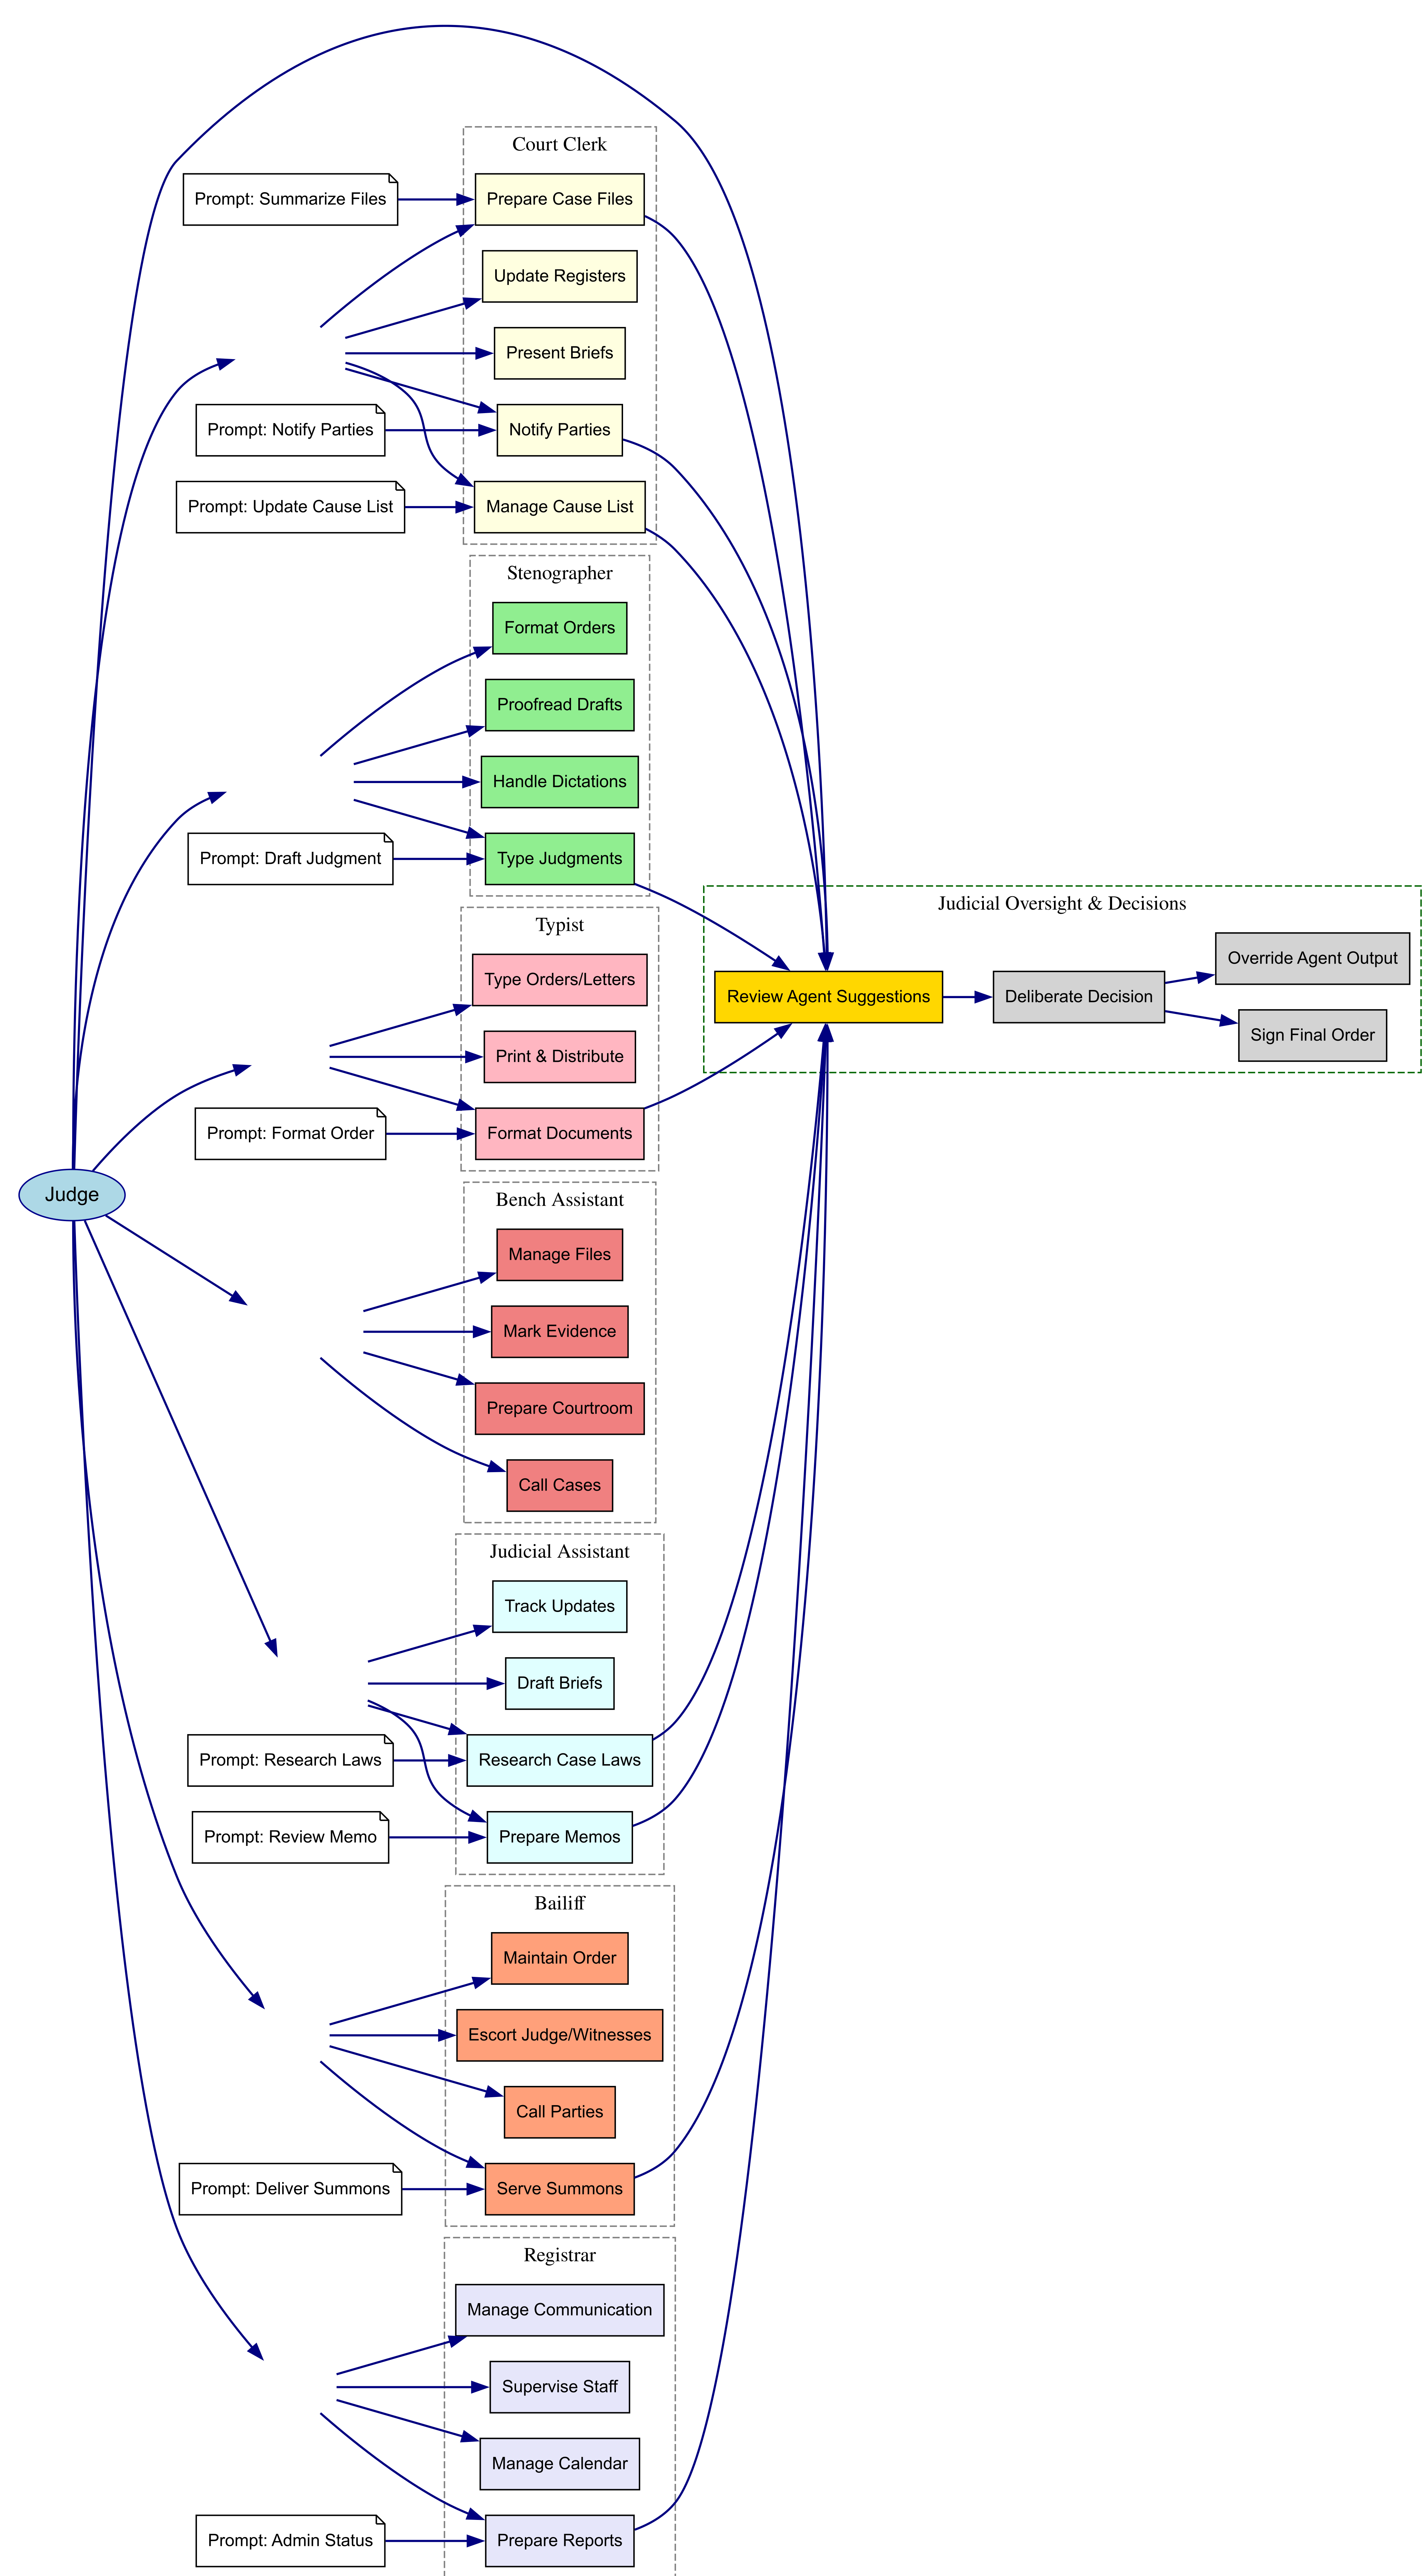 Court Clerk
Prompt: Summarize Files
Prepare Case Files
Update Registers
Present Briefs
Prompt: Notify Parties
Notify Parties
Prompt: Update Cause List
Manage Cause List
Stenographer
Format Orders
Proofread Drafts
Handle Dictations
Prompt: Draft Judgment
Type Judgments
Judicial Oversight & Decisions
Typist
Override Agent Output
Type Orders/Letters
Review Agent Suggestions
Deliberate Decision
Sign Final Order
Print & Distribute
Prompt: Format Order
Format Documents
Judge
Bench Assistant
Manage Files
Mark Evidence
Prepare Courtroom
Call Cases
Judicial Assistant
Track Updates
Draft Briefs
Prompt: Research Laws
Research Case Laws
Prompt: Review Memo
Prepare Memos
Bailiff
Maintain Order
Escort Judge/Witnesses
Call Parties
Prompt: Deliver Summons
Serve Summons
Registrar
Manage Communication
Supervise Staff
Manage Calendar
Prompt: Admin Status
Prepare Reports